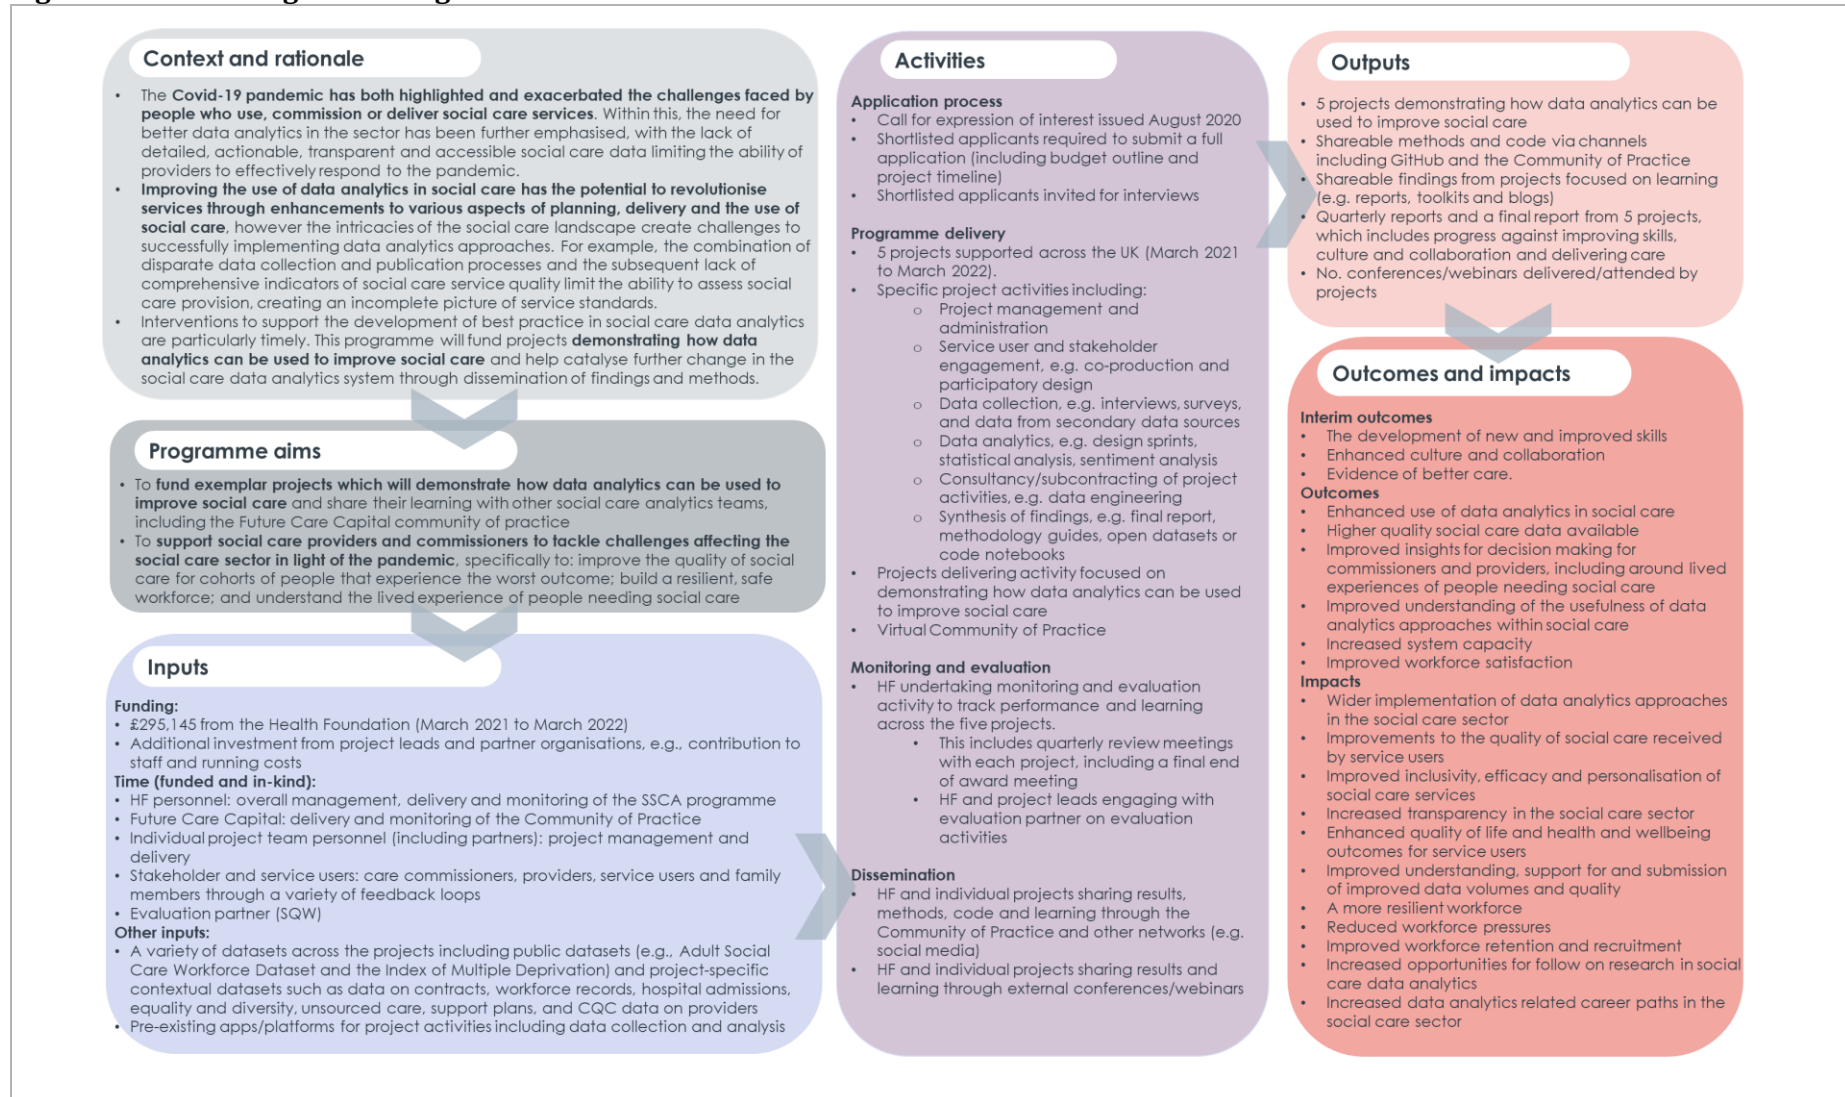 Context and rationale
• The Covid-19 pandemic has both highlighted and exacerbated the challenges faced by
people who use, commission or deliver social care services. Within this, the need for
better data analytics in the sector has been further emphasised, with the lack of
detailed, actionable, transparent and accessible social care data limiting the ability of
providers to effectively respond to the pandemic.
• Improving the use of data analytics in social care has the potential to revolutionise
services through enhancements to various aspects of planning, delivery and the use of
social care, however the intricacies of the social care landscape create challenges to
successfully implementing data analytics approaches. For example, the combination of
disparate data collection and publication processes and the subsequent lack of
comprehensive indicators of social care service quality limit the ability to assess social
care provision, creating an incomplete picture of service standards.
• Interventions to support the development of best practice in social care data analytics
are particularly timely. This programme will fund projects demonstrating how data
analytics can be used to improve social care and help catalyse further change in the
social care data analytics system through dissemination of findings and methods.
Programme aims
• To fund exemplar projects which will demonstrate how data analytics can be used to
improve social care and share their learning with other social care analytics teams,
including the Future Care Capital community of practice
• To support social care providers and commissioners to tackle challenges affecting the
social care sector in light of the pandemic, specifically to: improve the quality of social
care for cohorts of people that experience the worst outcome; build a resilient, safe
workforce; and understand the lived experience of people needing social care
Inputs
Funding:
• £295,145 from the Health Foundation (March 2021 to March 2022)
• Additional investment from project leads and partner organisations, e.g., contribution to
staff and running costs
Time (funded and in-kind):
• HF personnel: overall management, delivery and monitoring of the SSCA programme
• Future Care Capital: delivery and monitoring of the Community of Practice
• Individual project team personnel (including partners): project management and
delivery
• Stakeholder and service users: care commissioners, providers, service users and family
members through a variety of feedback loops
• Evaluation partner (SQW)
Other inputs:
• A variety of datasets across the projects including public datasets (e.g., Adult Social
Care Workforce Dataset and the Index of Multiple Deprivation) and project-specific
contextual datasets such as data on contracts, workforce records, hospital admissions,
equality and diversity, unsourced care, support plans, and CQC data on providers
• Pre-existing apps/platforms for project activities including data collection and analysis
Activities
Application process
• Call for expression of interest issued August 2020
• Shortlisted applicants required to submit a full
application (including budget outline and
project timeline)
• Shortlisted applicants invited for interviews
Programme delivery
• 5 projects supported across the UK (March 2021
to March 2022).
• Specific project activities including:
o Project management and
administration
o Service user and stakeholder
engagement, e.g. co-production and
participatory design
o Data collection, e.g. interviews, surveys,
and data from secondary data sources
o Data analytics, e.g. design sprints,
statistical analysis, sentiment analysis
o Consultancy/subcontracting of project
activities, e.g. data engineering
o Synthesis of findings, e.g. final report,
methodology guides, open datasets or
code notebooks
• Projects delivering activity focused on
demonstrating how data analytics can be used
to improve social care
• Virtual Community of Practice
Monitoring and evaluation
• HF undertaking monitoring and evaluation
activity to track performance and learning
across the five projects.
• This includes quarterly review meetings
with each project, including a final end
of award meeting
• HF and project leads engaging with
evaluation partner on evaluation
activities
Dissemination
• HF and individual projects sharing results,
methods, code and learning through the
Community of Practice and other networks (e.g.
social media)
• HF and individual projects sharing results and
learning through external conferences/webinars
Outputs
• 5 projects demonstrating how data analytics can be
used to improve social care
• Shareable methods and code via channels
including GitHub and the Community of Practice
• Shareable findings from projects focused on learning
(e.g. reports, toolkits and blogs)
• Quarterly reports and a final report from 5 projects,
which includes progress against improving skills,
culture and collaboration and delivering care
• No. conferences/webinars delivered/attended by
projects
Outcomes and impacts
Interim outcomes
• The development of new and improved skills
• Enhanced culture and collaboration
• Evidence of better care.
Outcomes
• Enhanced use of data analytics in social care
• Higher quality social care data available
• Improved insights for decision making for
commissioners and providers, including around lived
experiences of people needing social care
• Improved understanding of the usefulness of data
analytics approaches within social care
• Increased system capacity
• Improved workforce satisfaction
Impacts
• Wider implementation of data analytics approaches
in the social care sector
• Improvements to the quality of social care received
by service users
• Improved inclusivity, efficacy and personalisation of
social care services
• Increased transparency in the social care sector
• Enhanced quality of life and health and wellbeing
outcomes for service users
• Improved understanding, support for and submission
of improved data volumes and quality
• A more resilient workforce
• Reduced workforce pressures
• Improved workforce retention and recruitment
• Increased opportunities for follow on research in social
care data analytics
• Increased data analytics related career paths in the
social care sector